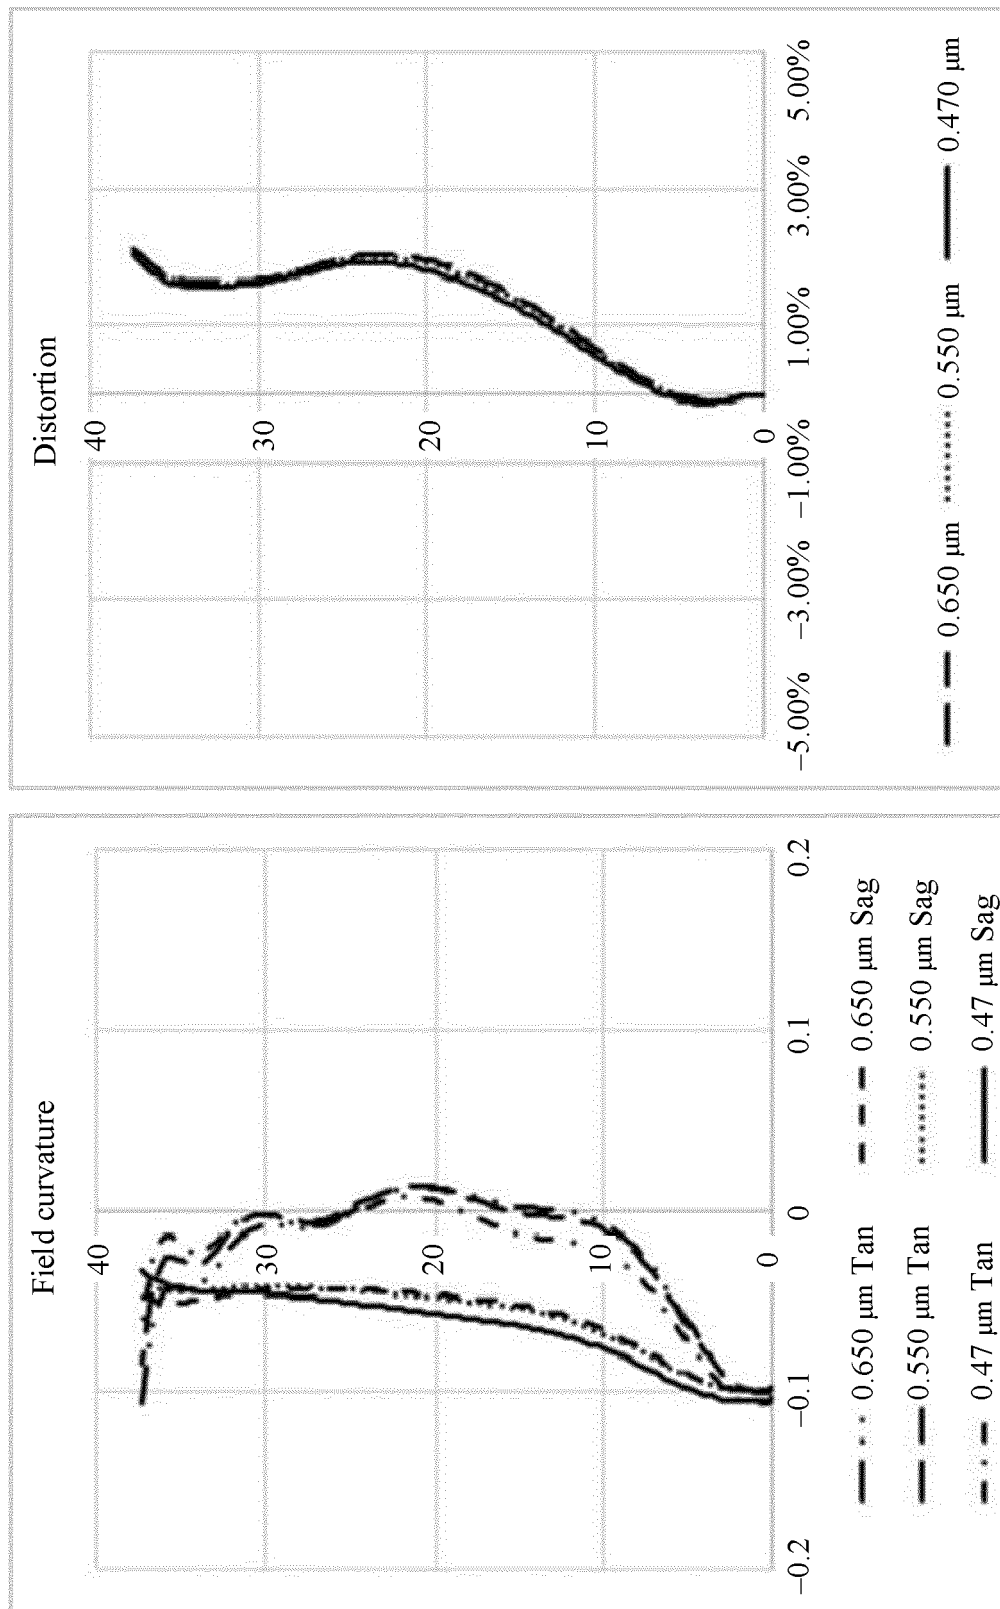 Field curvature
40
30
20
10
0
−0.2
−0.1
0
0.1
0.2
0.650 μm Tan
0.650 μm Sag
0.550 μm Tan
0.550 μm Sag
0.47 μm Tan
0.47 μm Sag
Distortion
40
30
20
10
0
−5.00%
−3.00%
−1.00%
1.00%
3.00%
5.00%
0.650 μm
0.550 μm
0.470 μm